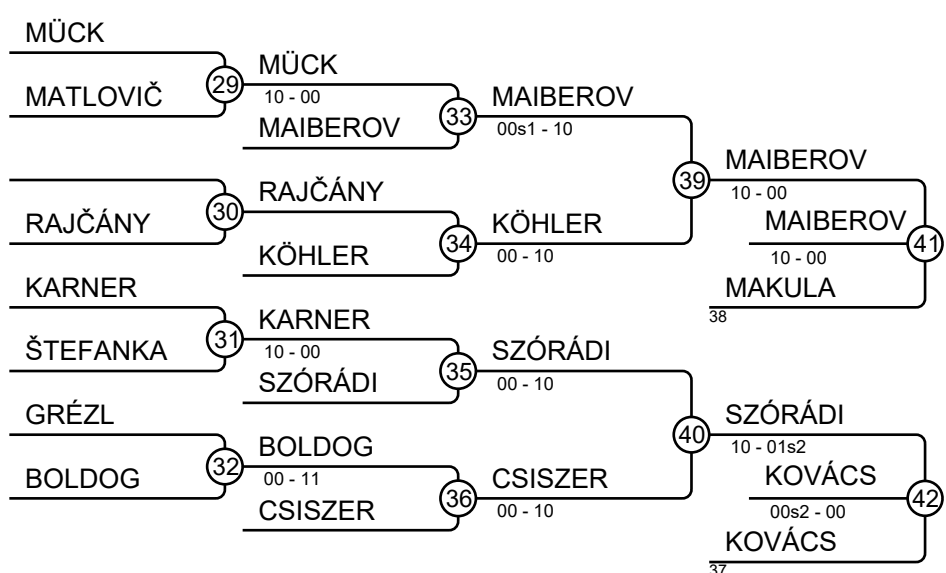 MÜCK
MATLOVIČ
29
MÜCK
10 - 00
MAIBEROV
33
MAIBEROV
00s1 - 10
RAJČÁNY
30
RAJČÁNY
KÖHLER
34
KÖHLER
00 - 10
39
MAIBEROV
10 - 00
MAIBEROV
10 - 00
41
MAKULA
38
KARNER
ŠTEFANKA
31
KARNER
10 - 00
SZÓRÁDI
35
SZÓRÁDI
00 - 10
GRÉZL
BOLDOG
32
BOLDOG
00 - 11
CSISZER
36
CSISZER
00 - 10
40
SZÓRÁDI
10 - 01s2
KOVÁCS
00s2 - 00
42
KOVÁCS
37